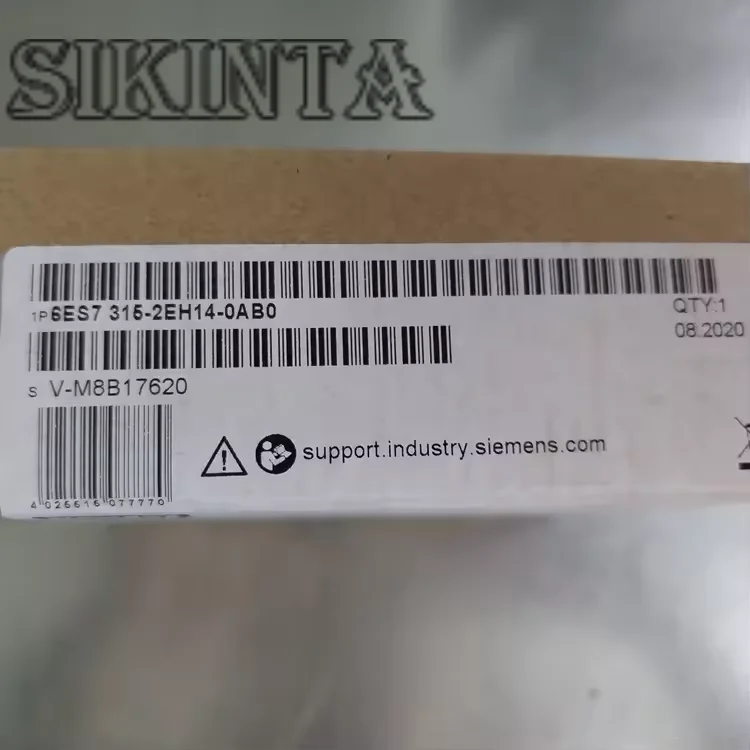 SIKINTA
1P 6ES7 315-2EH14-0AB0
QTY:1
08.2020
S V-M8B17620
support.industry.siemens.com
4 025515 077770